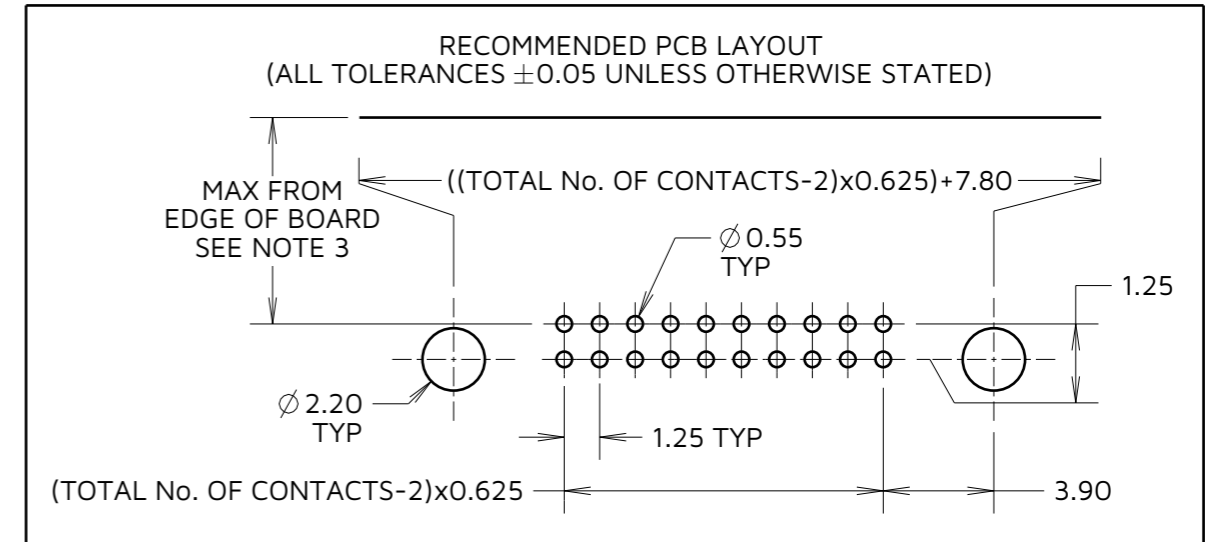 RECOMMENDED PCB LAYOUT
(ALL TOLERANCES ±0.05 UNLESS OTHERWISE STATED)
((TOTAL No. OF CONTACTS-2)x0.625)+7.80
MAX FROM
EDGE OF BOARD
SEE NOTE 3
∅ 0.55
TYP
1.25
∅ 2.20
TYP
1.25 TYP
(TOTAL No. OF CONTACTS-2)x0.625
3.90